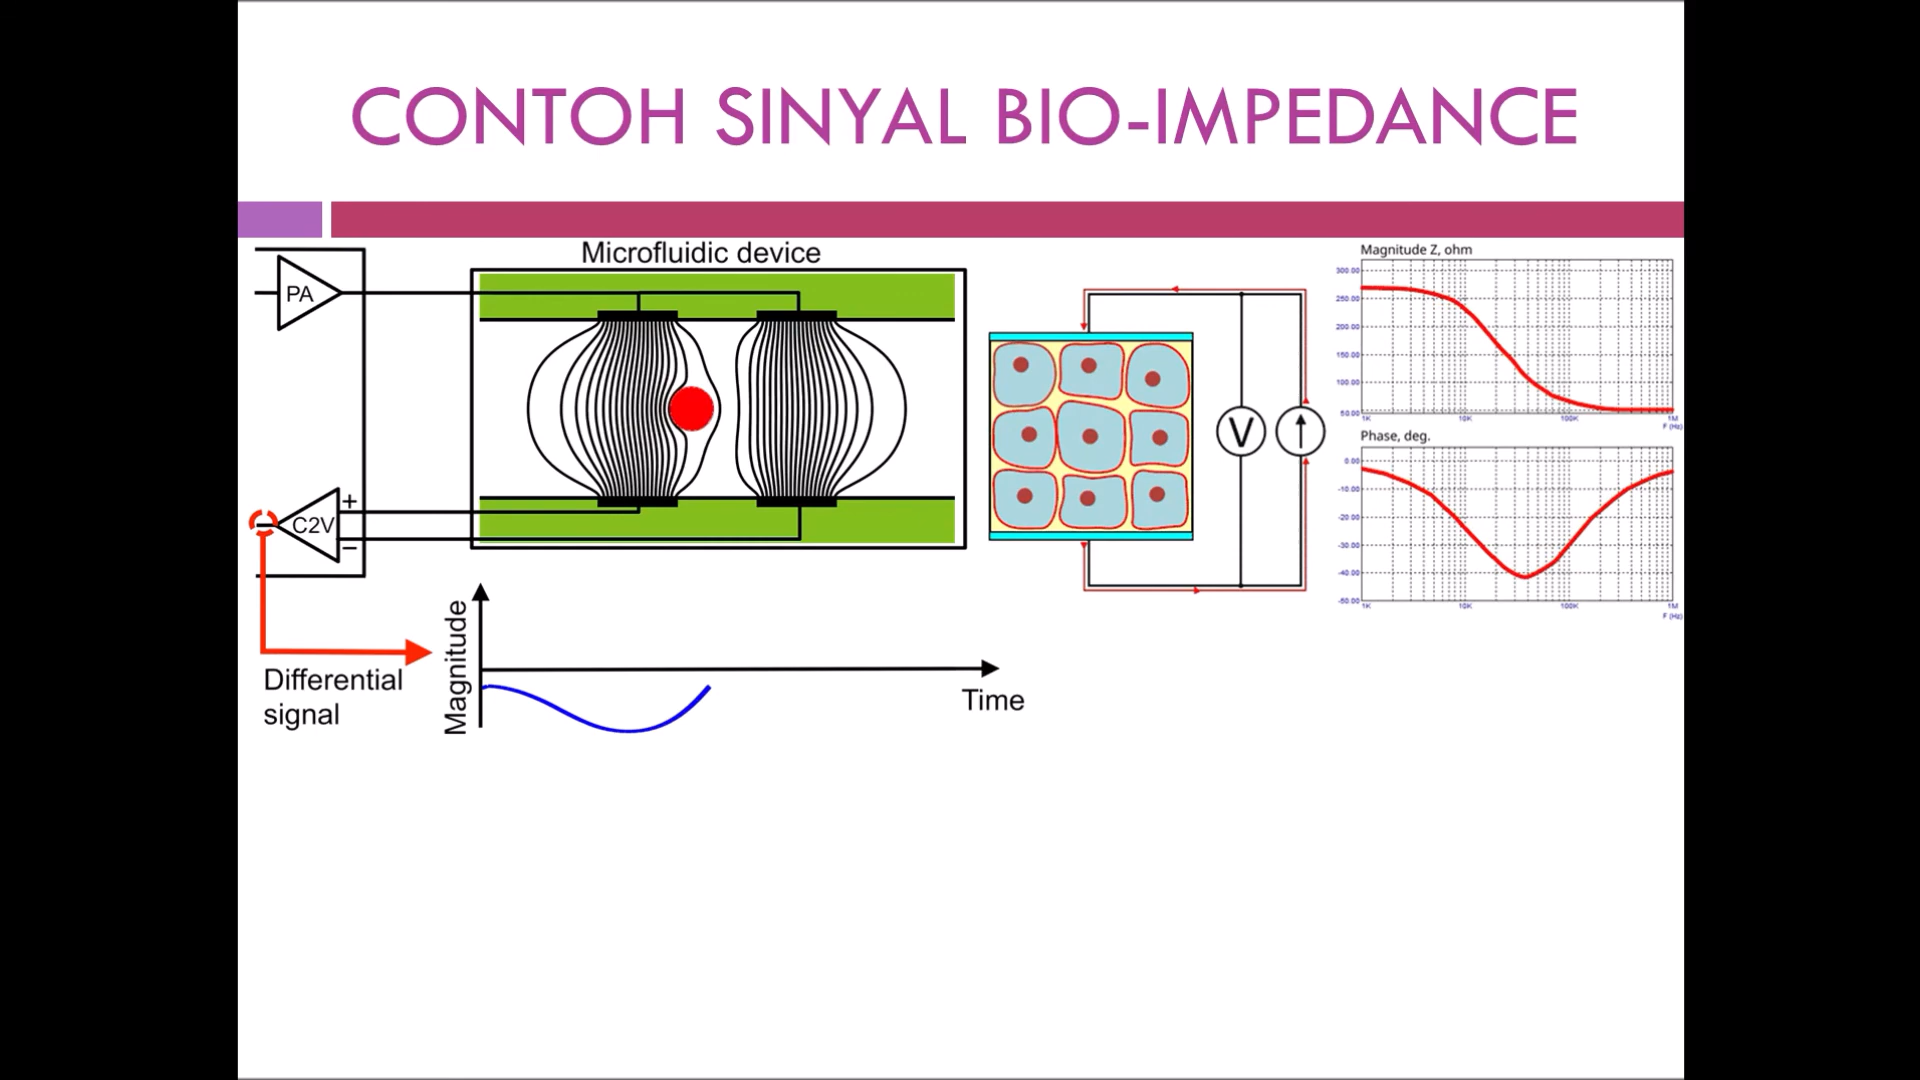 CONTOH SINYAL BIO-IMPEDANCE
Microfluidic device
PA
C2V
+
−
Differential
signal
Magnitude
Time
V
Magnitude Z, ohm
300.00
250.00
200.00
150.00
100.00
50.00
1K
10K
100K
1M
F (Hz)
Phase, deg.
0.00
-10.00
-20.00
-30.00
-40.00
-50.00
1K
10K
100K
1M
F (Hz)